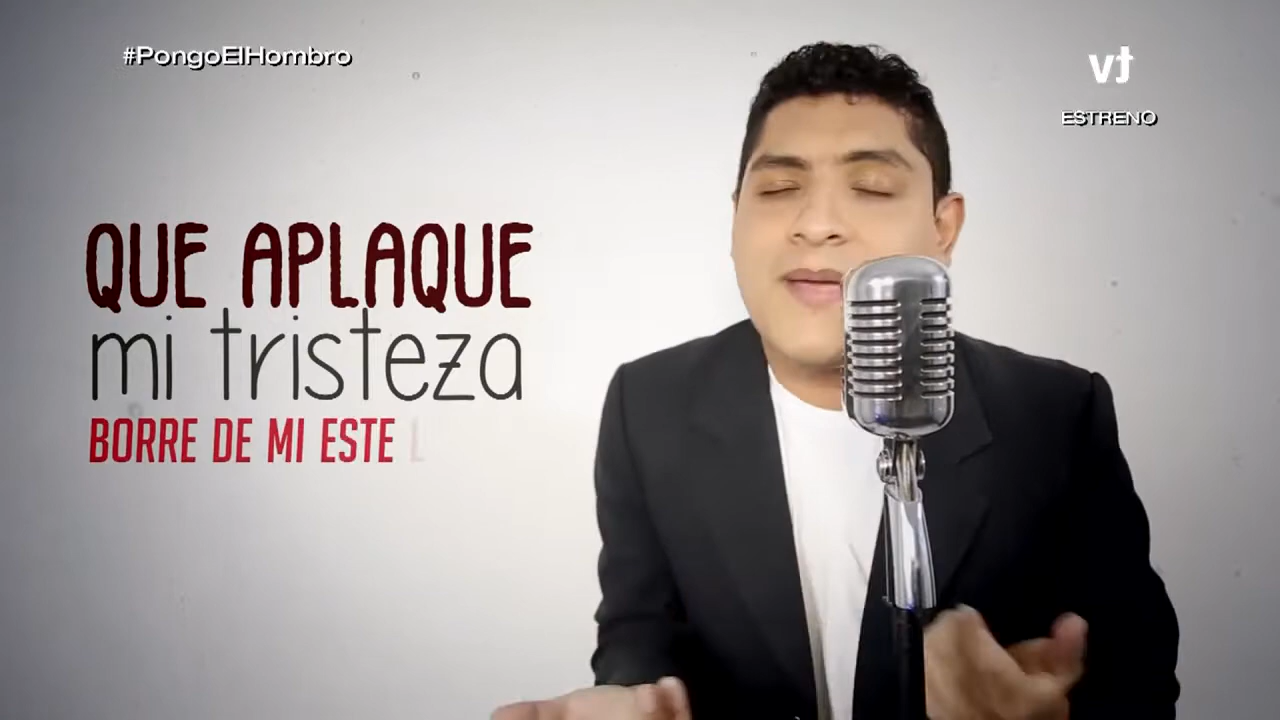 #PongoElHombro
vt
ESTRENO
QUE APLAQUE
mi tristeza
BORRE DE MI ESTE L